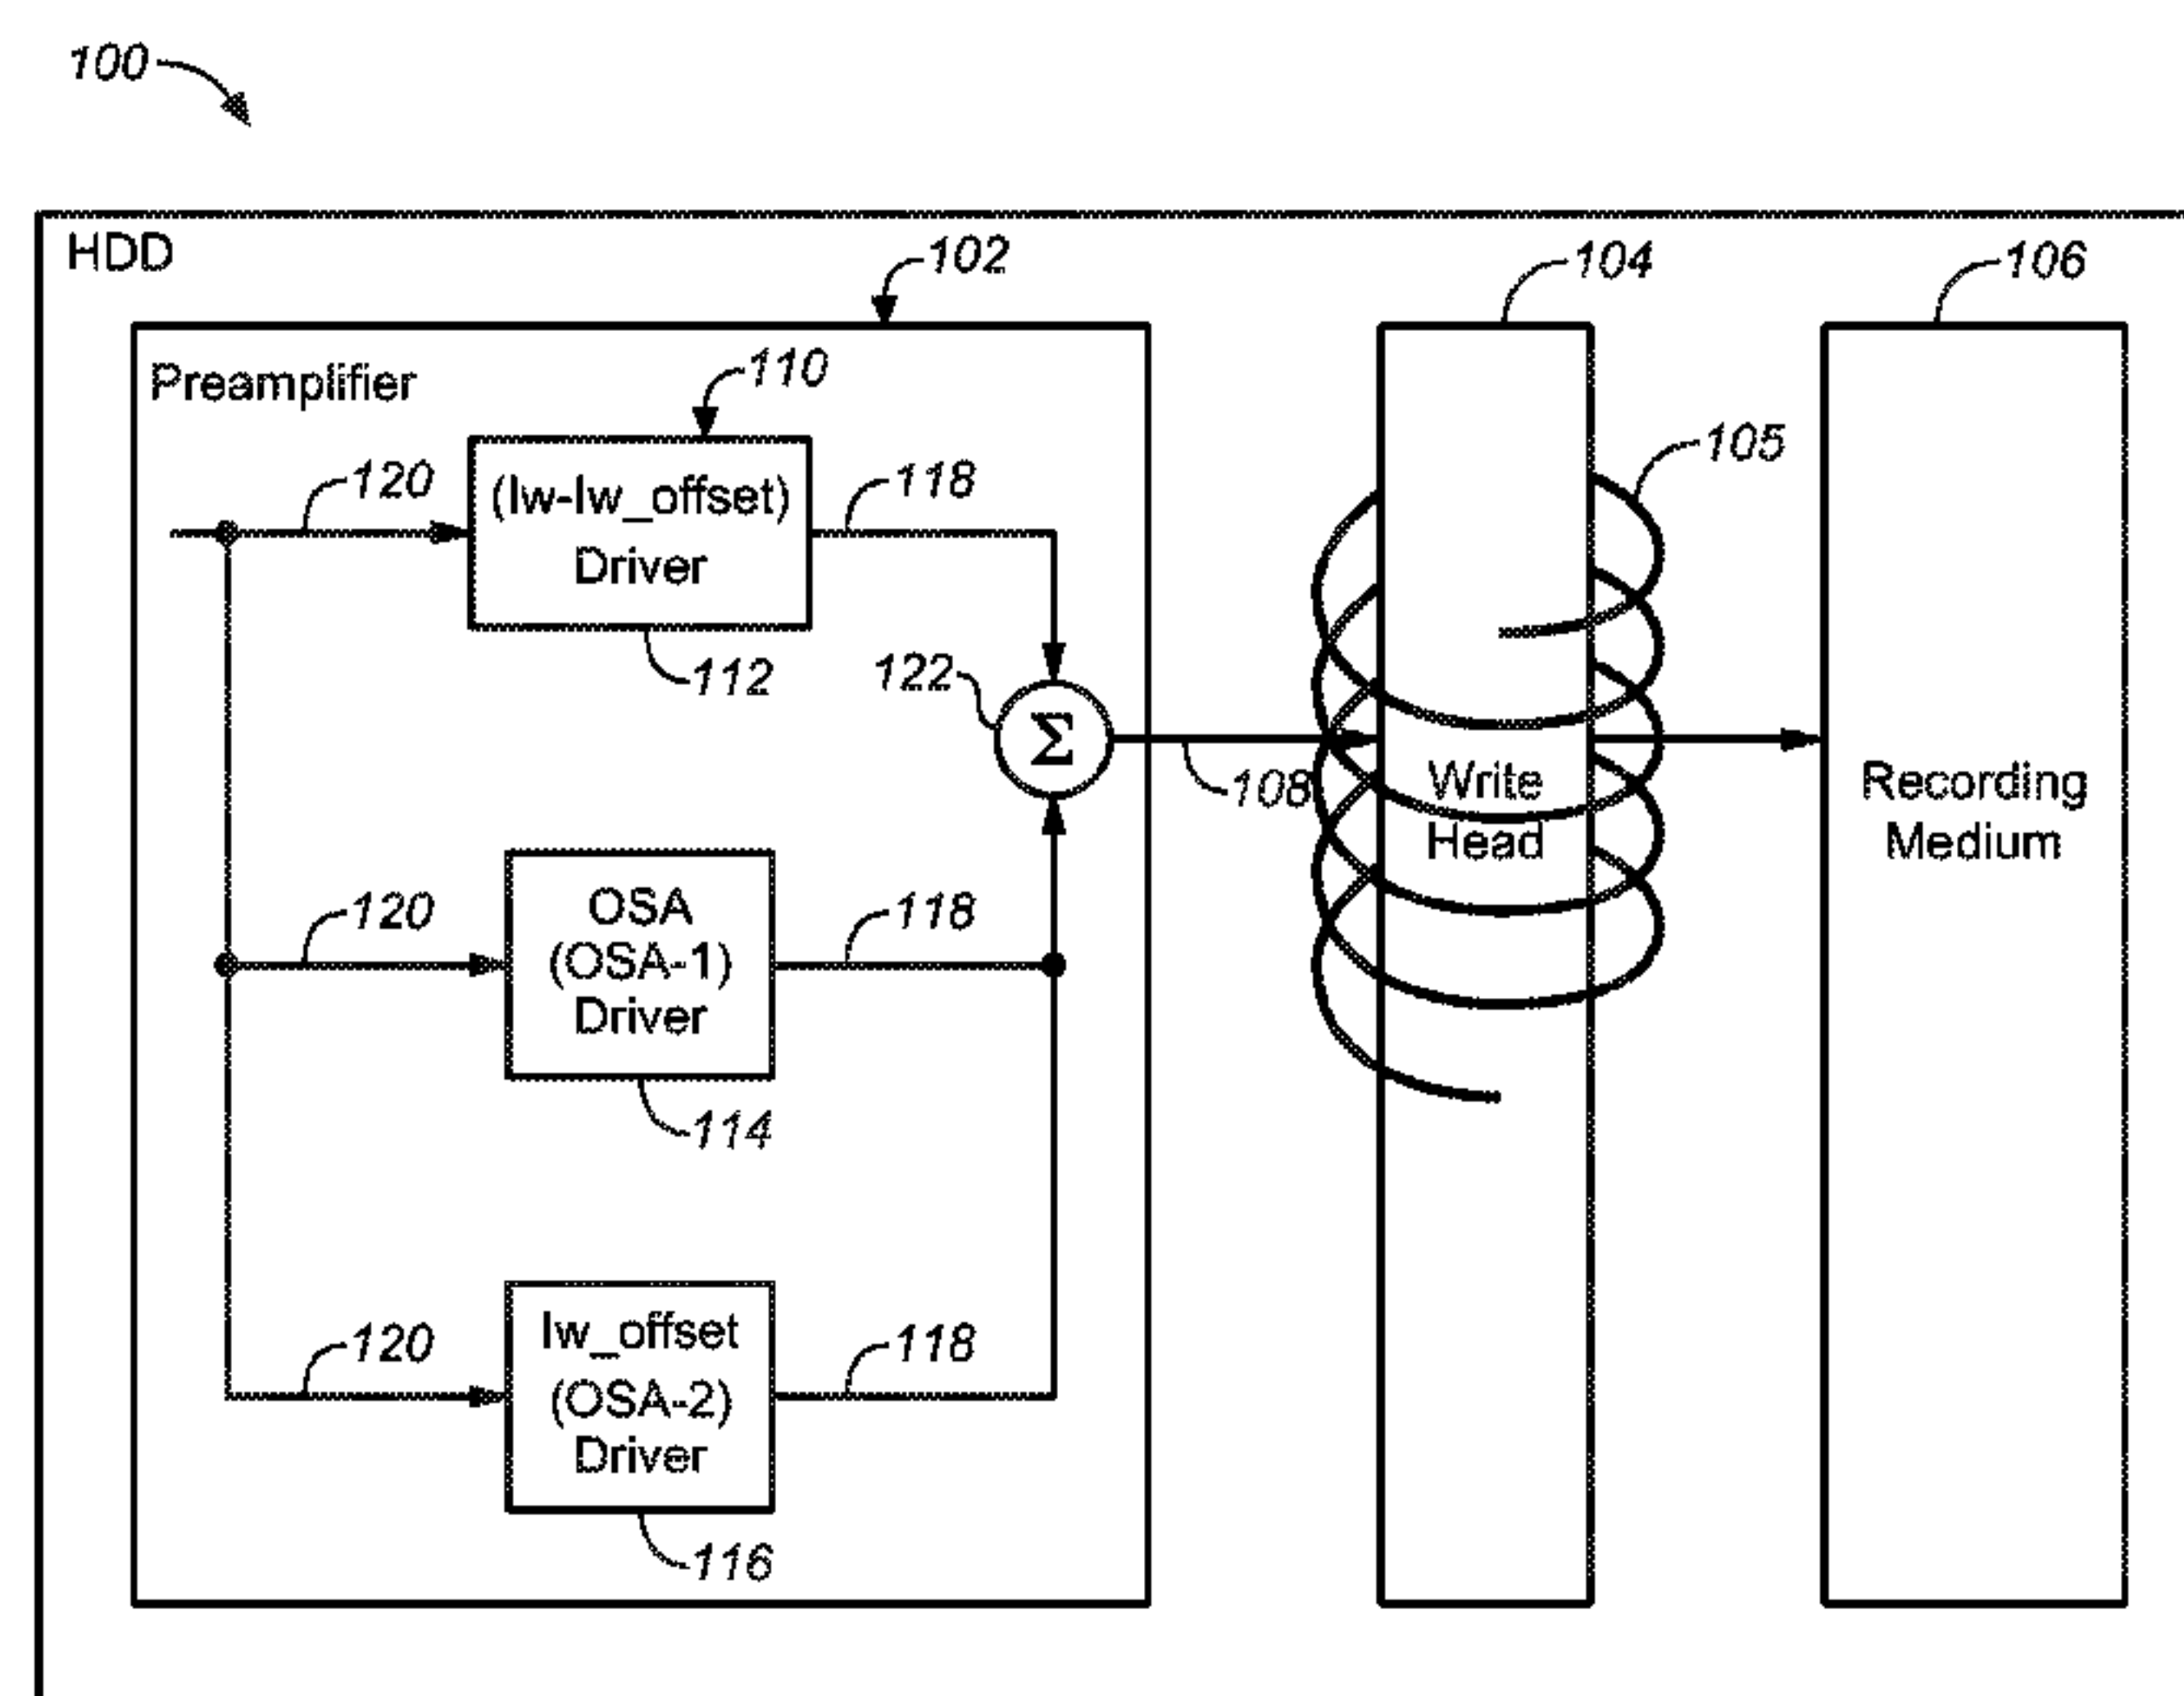 100
HDD
102
104
106
Preamplifier
110
105
120
(Iw-Iw_offset)
Driver
118
112
122
Σ
108
Write
Head
Recording
Medium
120
OSA
(OSA-1)
Driver
118
114
120
Iw_offset
(OSA-2)
Driver
118
116